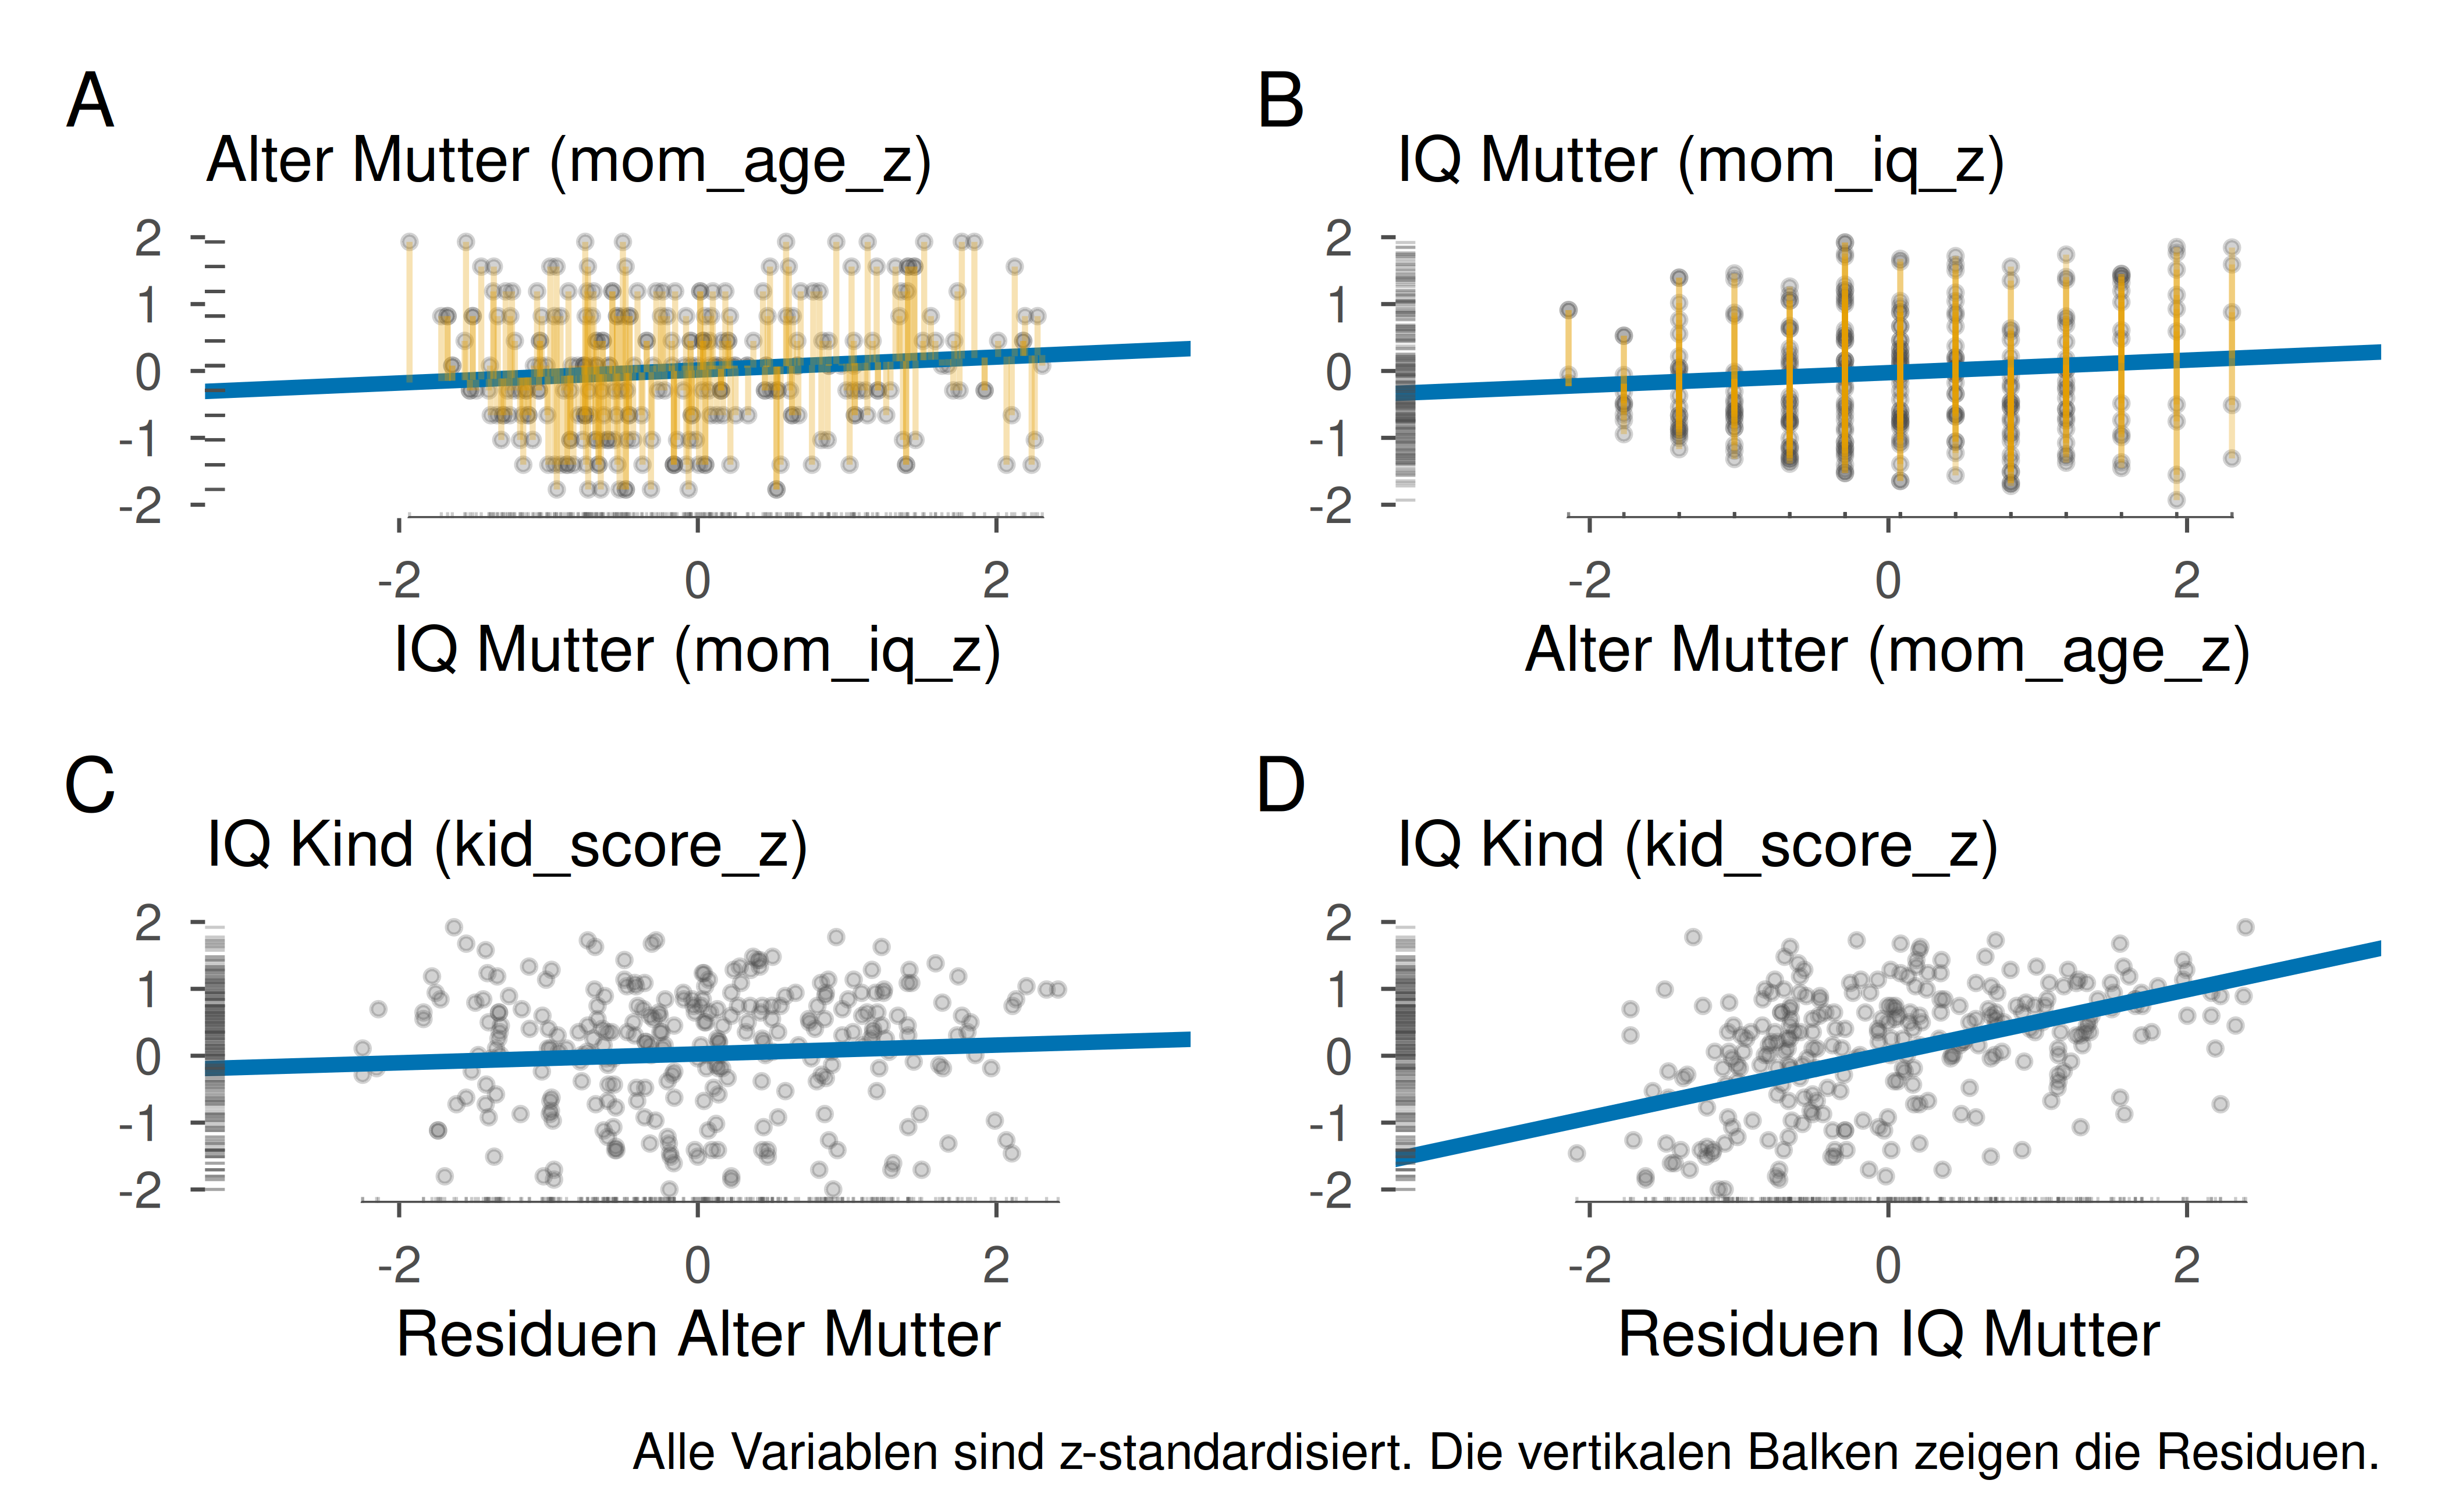 A
Alter Mutter (mom_age_z)
2
1
0
-1
-2
-2 0 2
IQ Mutter (mom_iq_z)
B
IQ Mutter (mom_iq_z)
2
1
0
-1
-2
-2 0 2
Alter Mutter (mom_age_z)
C
IQ Kind (kid_score_z)
2
1
0
-1
-2
-2 0 2
Residuen Alter Mutter
D
IQ Kind (kid_score_z)
2
1
0
-1
-2
-2 0 2
Residuen IQ Mutter
Alle Variablen sind z-standardisiert. Die vertikalen Balken zeigen die Residuen.